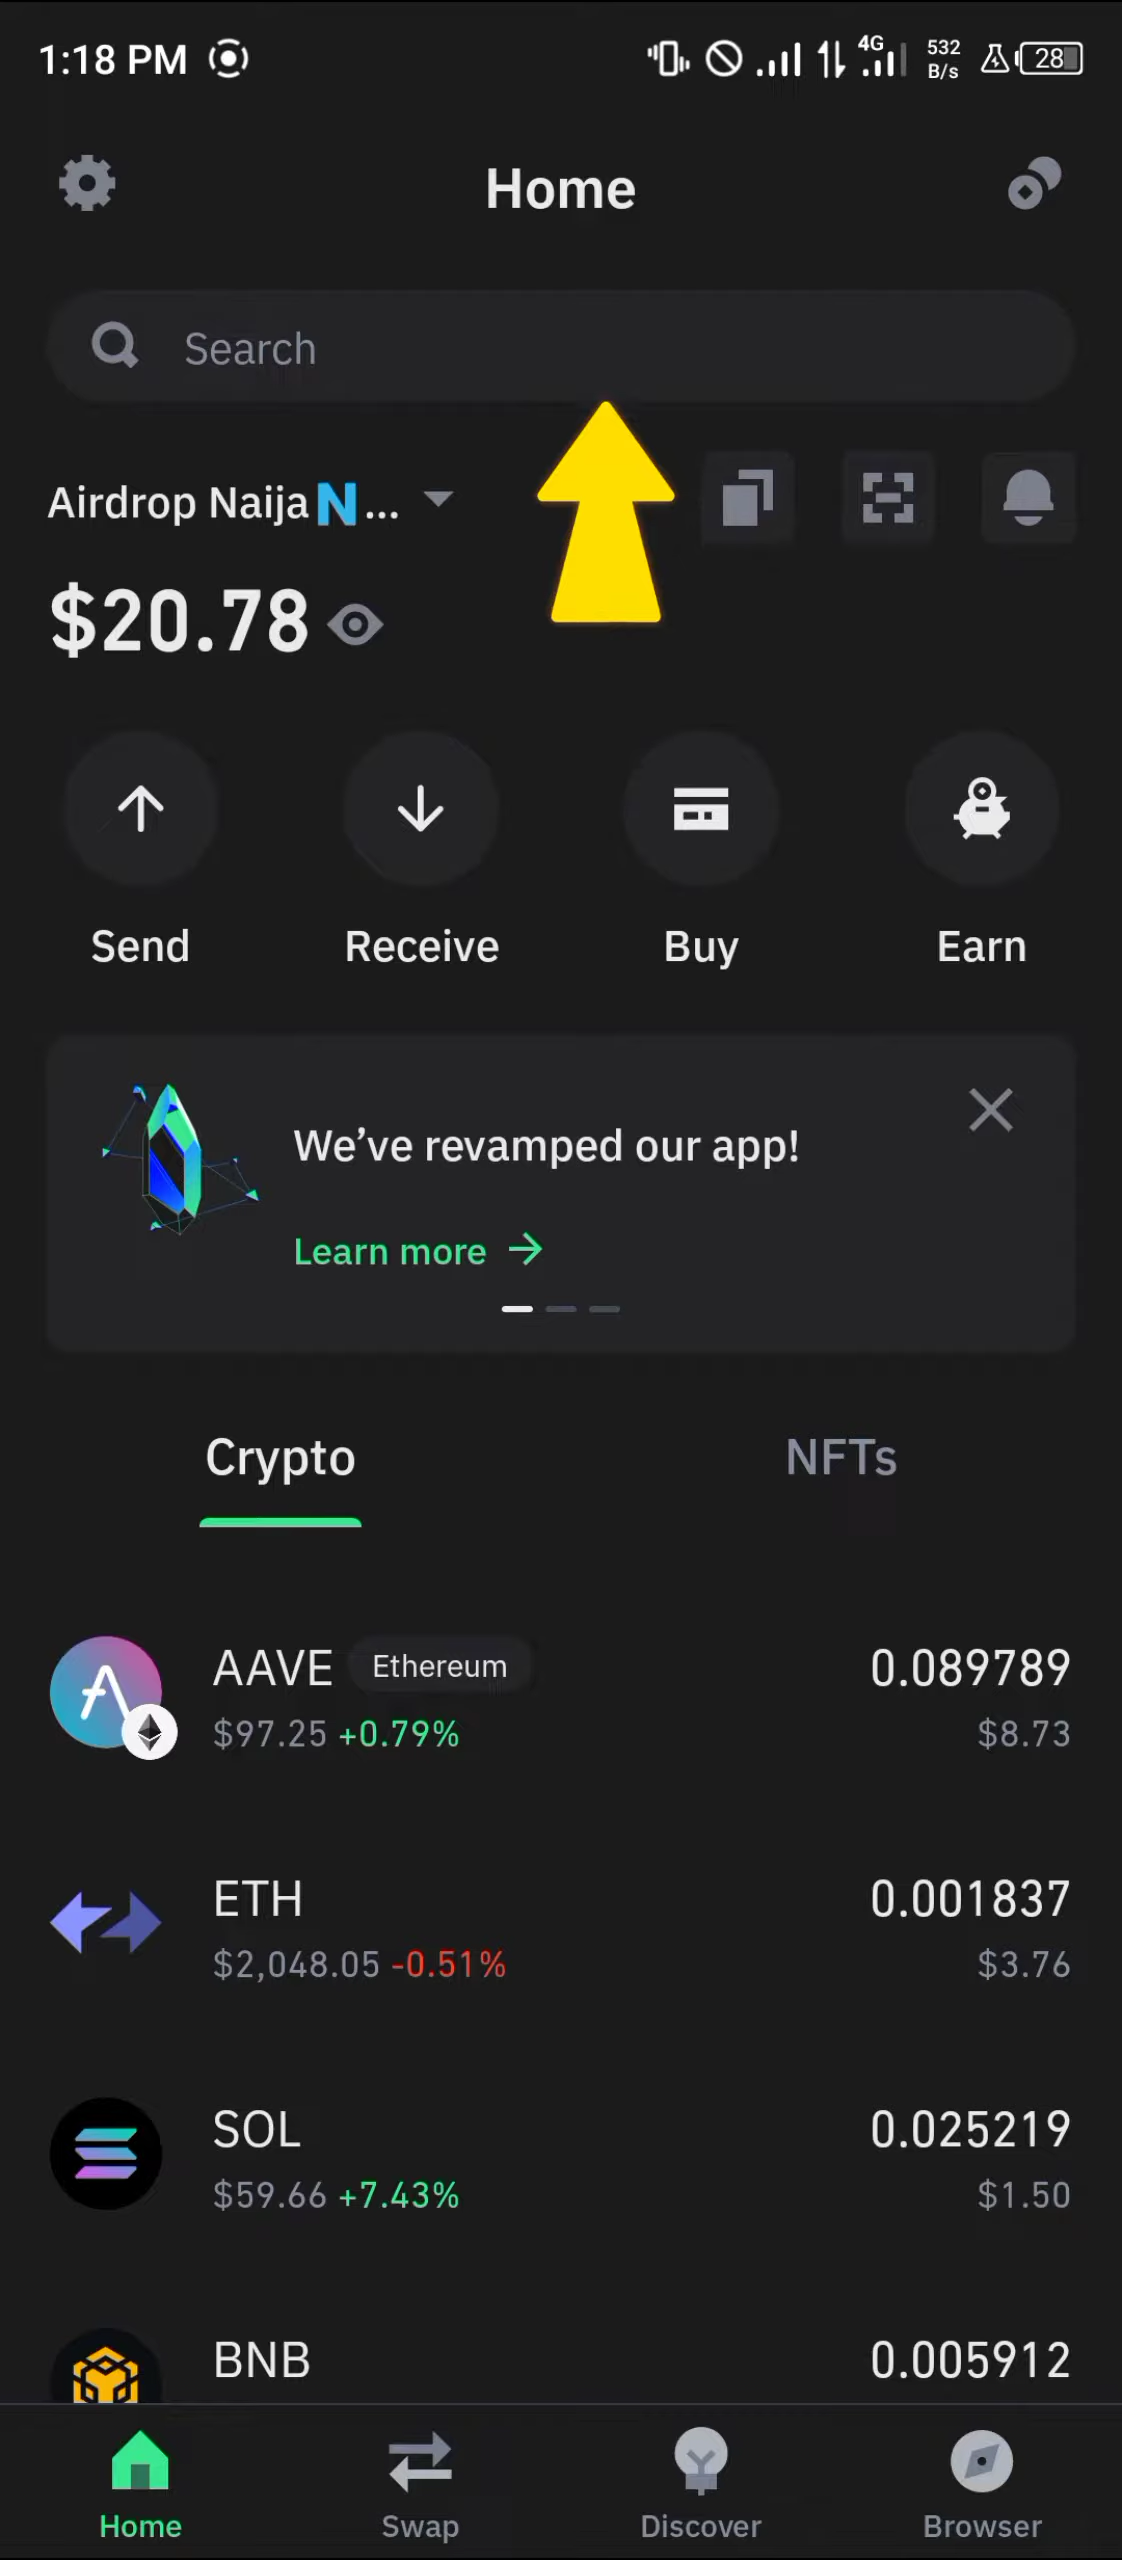 1:18 PM 4G 532 B/s 28
Home
Search
Airdrop Naija N...
$20.78
Send Receive Buy Earn
We’ve revamped our app!
Learn more
Crypto NFTs
AAVE Ethereum 0.089789
$97.25 +0.79% $8.73
ETH 0.001837
$2,048.05 -0.51% $3.76
SOL 0.025219
$59.66 +7.43% $1.50
BNB 0.005912
Home Swap Discover Browser